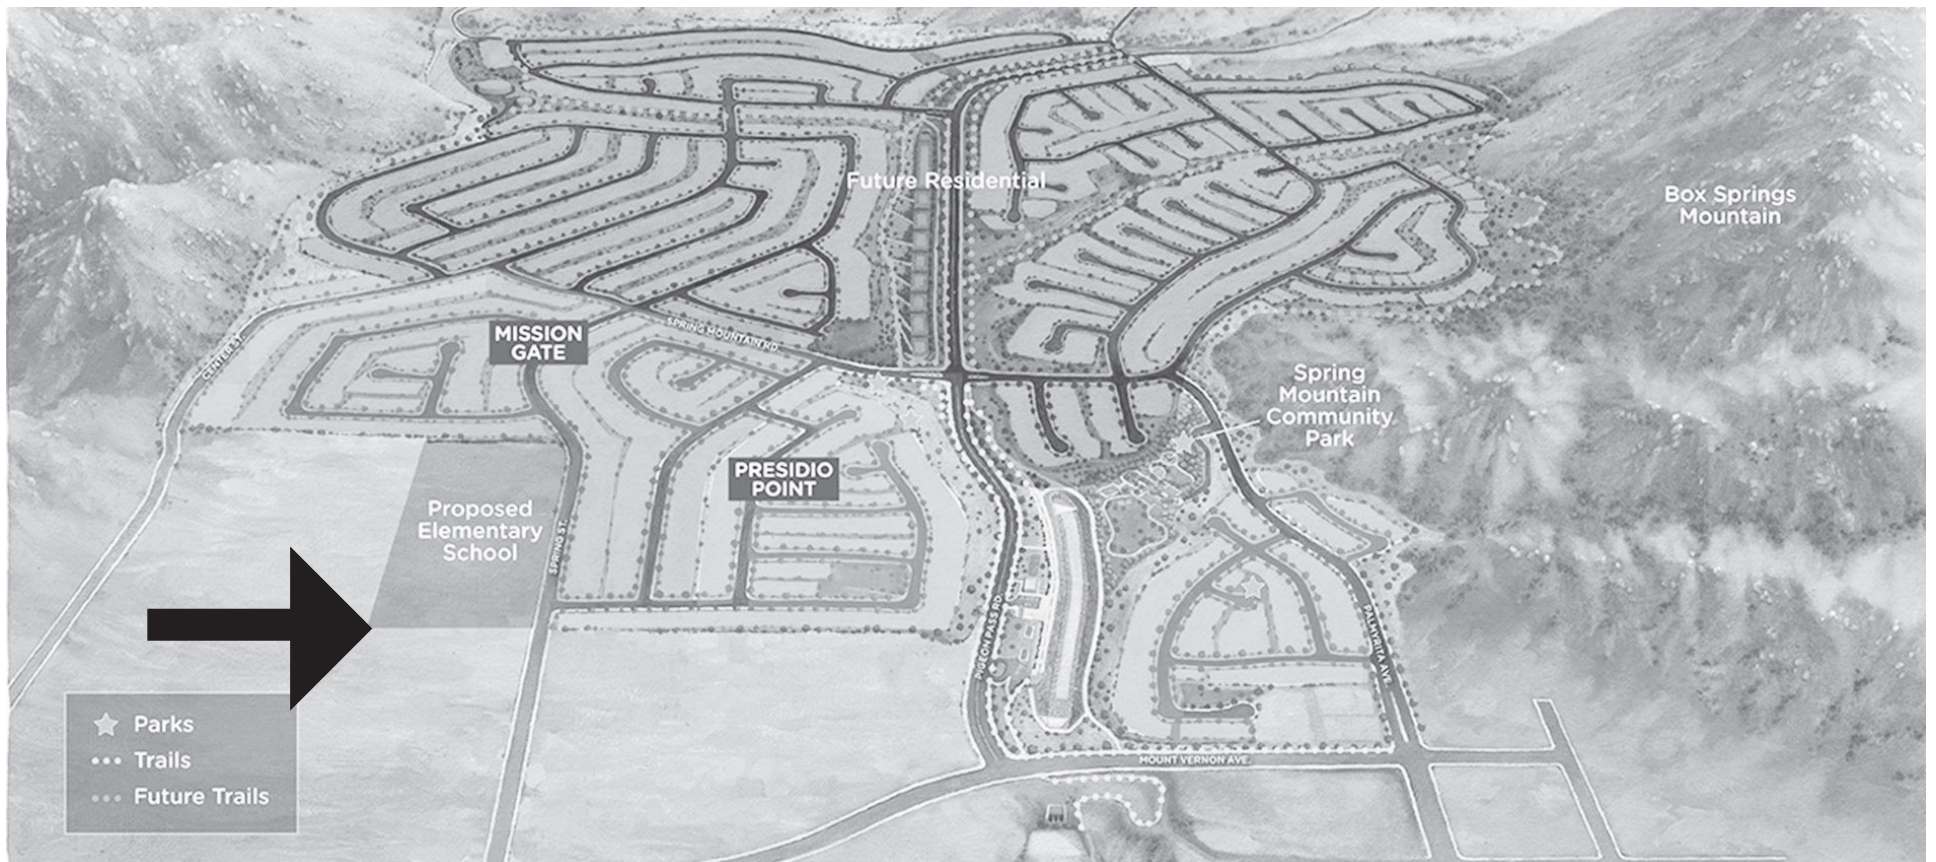 Future Residential
Box Springs
Mountain
MISSION
GATE
SPRING MOUNTAIN RD.
CENTER ST.
Spring
Mountain
Community
Park
PRESIDIO
POINT
Proposed
Elementary
School
SPRING ST.
PIGEON PASS RD.
PALMYRITA AVE.
Parks
Trails
Future Trails
MOUNT VERNON AVE.